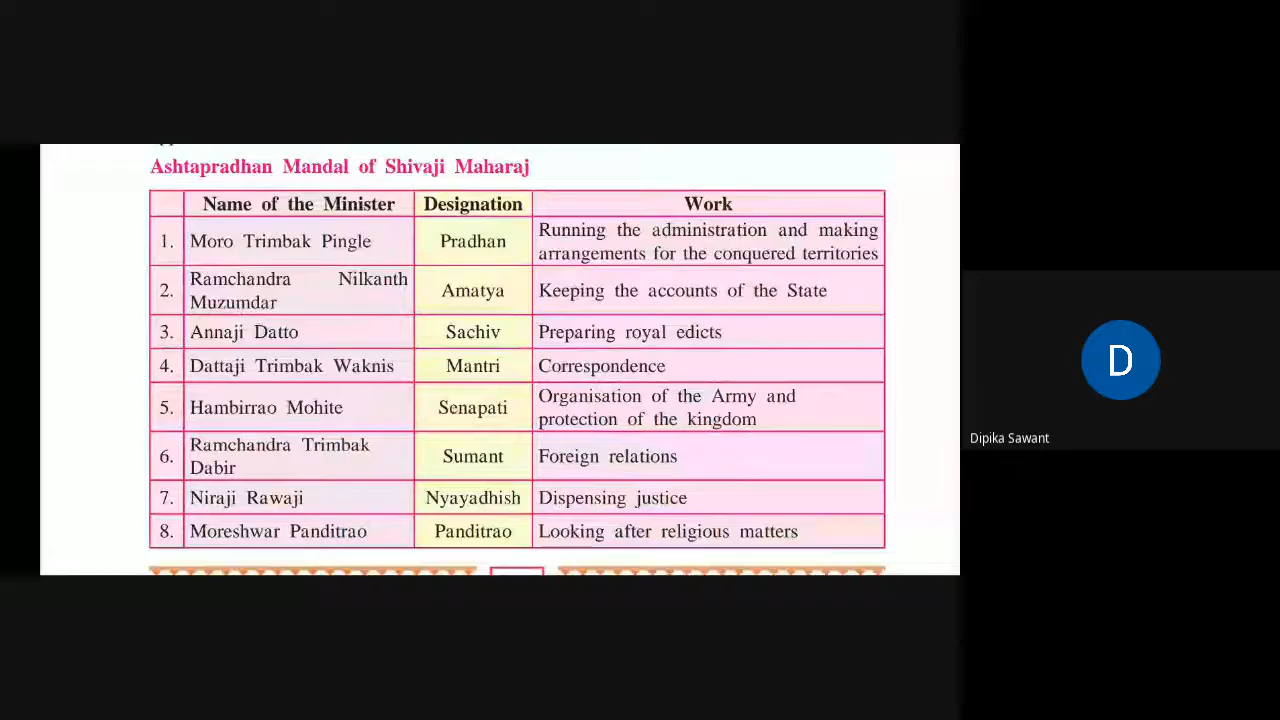 Ashtapradhan Mandal of Shivaji Maharaj
Name of the Minister Designation Work
1. Moro Trimbak Pingle Pradhan Running the administration and making
arrangements for the conquered territories
2. Ramchandra Nilkanth
Muzumdar Amatya Keeping the accounts of the State
3. Annaji Datto Sachiv Preparing royal edicts
4. Dattaji Trimbak Waknis Mantri Correspondence
5. Hambirrao Mohite Senapati Organisation of the Army and
protection of the kingdom
6. Ramchandra Trimbak
Dabir Sumant Foreign relations
7. Niraji Rawaji Nyayadhish Dispensing justice
8. Moreshwar Panditrao Panditrao Looking after religious matters
D
Dipika Sawant